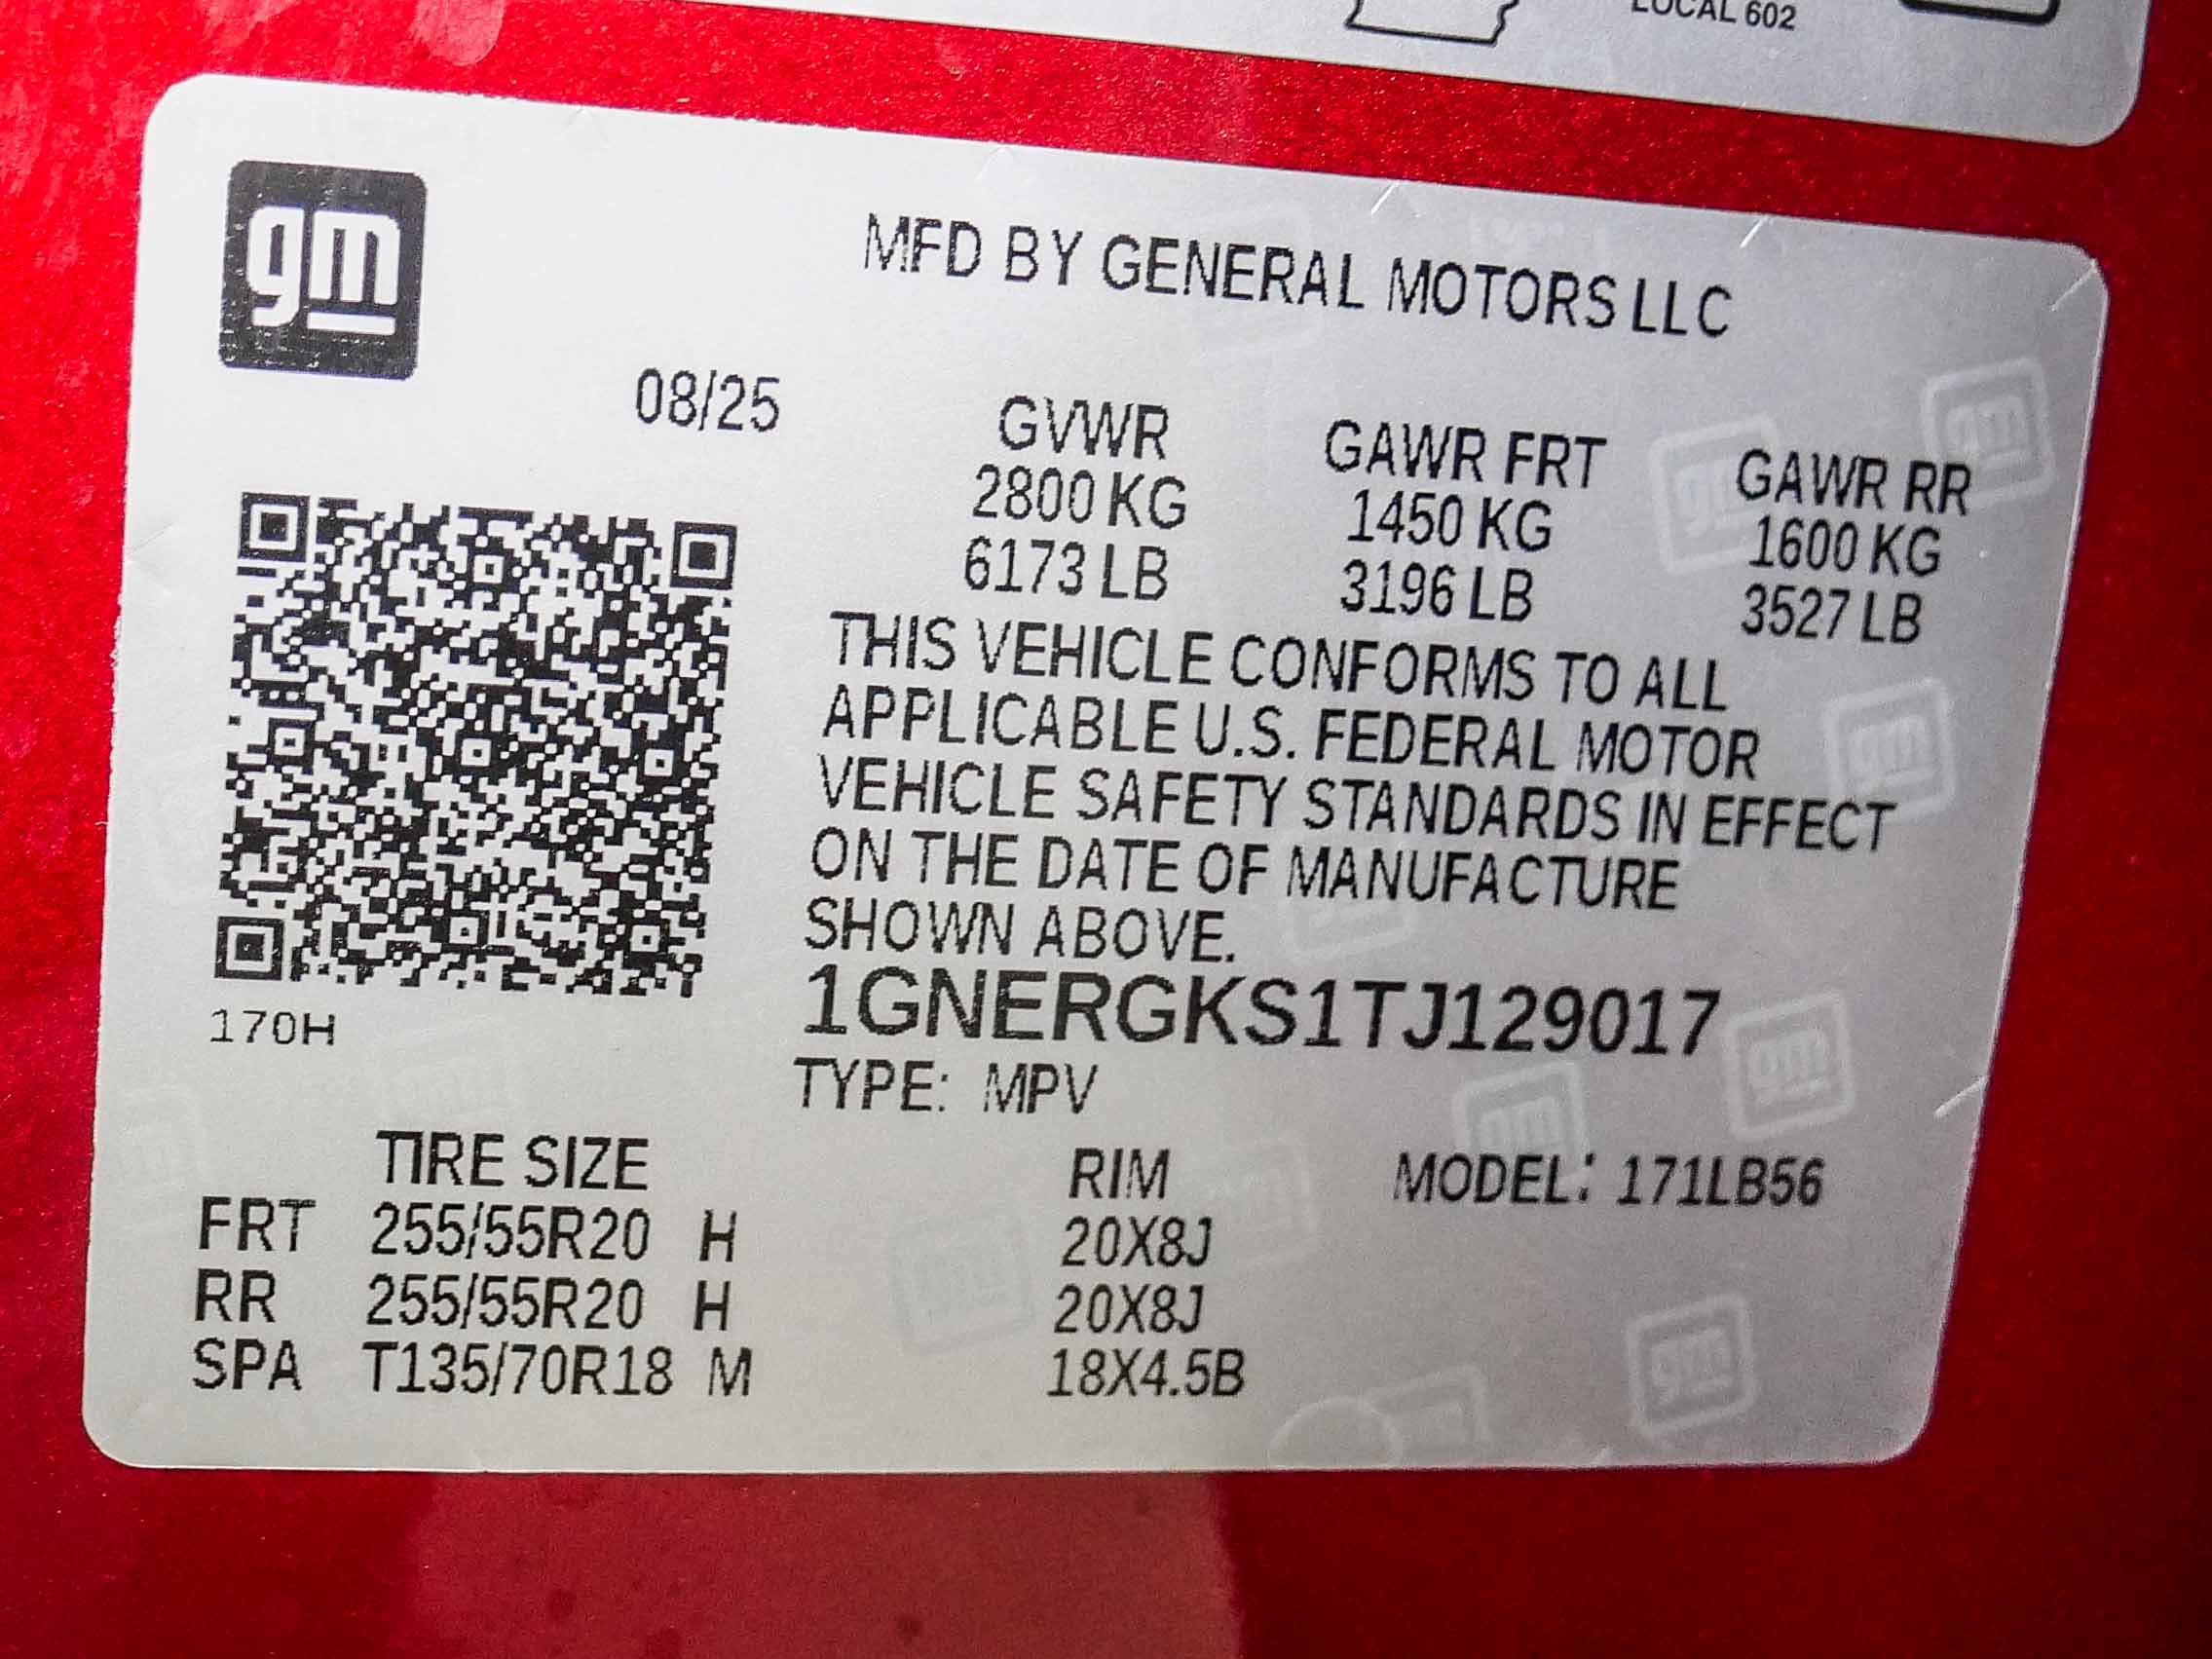 LOCAL 602
gm
MFD BY GENERAL MOTORS LLC
08/25
GVWR GAWR FRT GAWR RR
2800 KG 1450 KG 1600 KG
6173 LB 3196 LB 3527 LB
THIS VEHICLE CONFORMS TO ALL
APPLICABLE U.S. FEDERAL MOTOR
VEHICLE SAFETY STANDARDS IN EFFECT
ON THE DATE OF MANUFACTURE
SHOWN ABOVE.
170H
1GNERGKS1TJ129017
TYPE: MPV
TIRE SIZE RIM MODEL: 171LB56
FRT 255/55R20 H 20X8J
RR 255/55R20 H 20X8J
SPA T135/70R18 M 18X4.5B